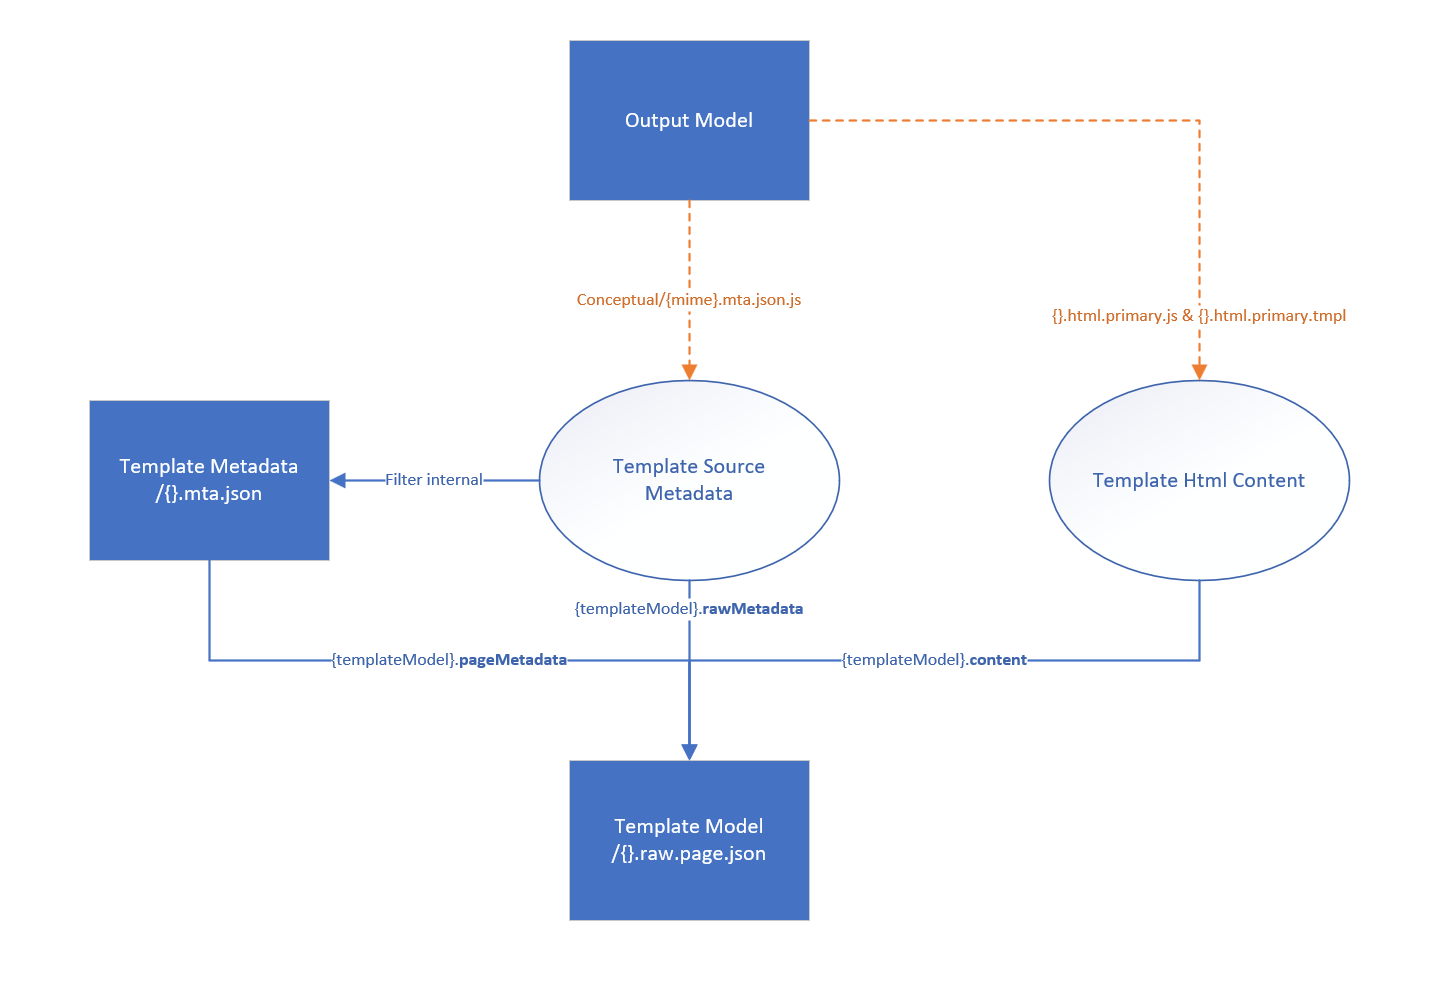 Output Model
Conceptual/{mime}.mta.json.js
{}.html.primary.js & {}.html.primary.tmpl
Template Metadata
/{}.mta.json
Filter internal
Template Source
Metadata
Template Html Content
{templateModel}.rawMetadata
{templateModel}.pageMetadata
{templateModel}.content
Template Model
/{}.raw.page.json